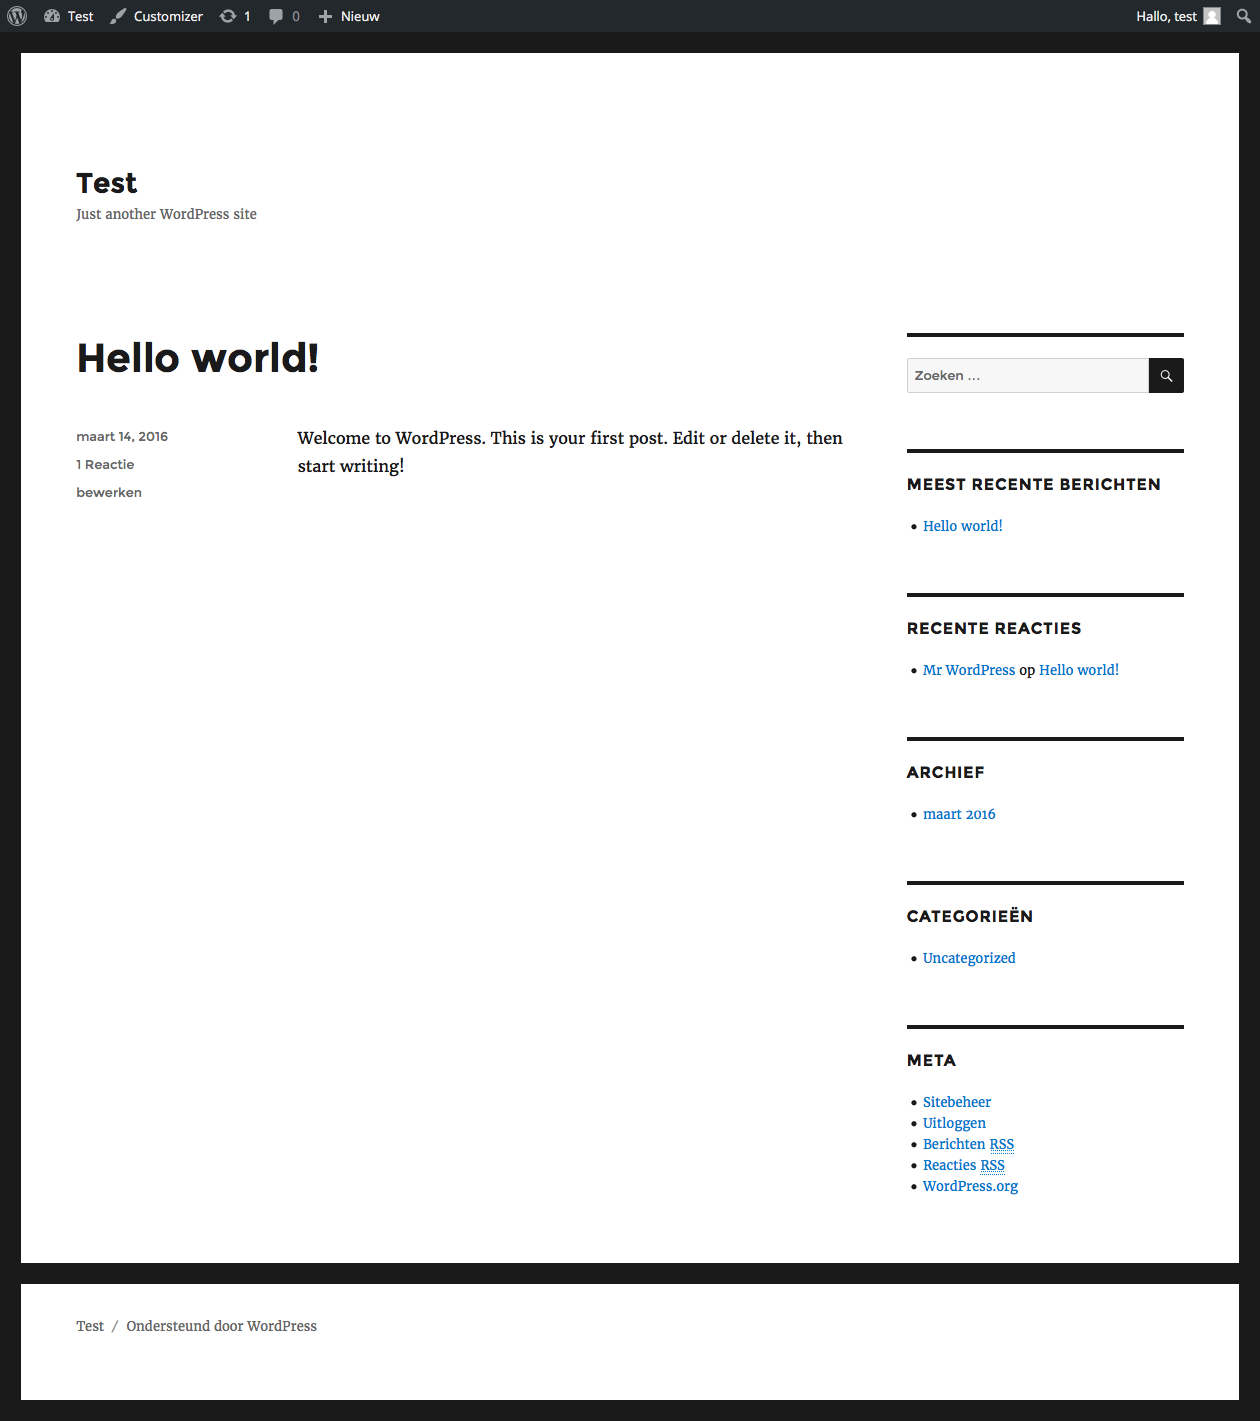 Test Customizer 1 0 Nieuw Hallo, test
Test
Just another WordPress site
Hello world!
maart 14, 2016
1 Reactie
bewerken
Welcome to WordPress. This is your first post. Edit or delete it, then
start writing!
Zoeken …
MEEST RECENTE BERICHTEN
Hello world!
RECENTE REACTIES
Mr WordPress op Hello world!
ARCHIEF
maart 2016
CATEGORIEËN
Uncategorized
META
Sitebeheer
Uitloggen
Berichten RSS
Reacties RSS
WordPress.org
Test / Ondersteund door WordPress